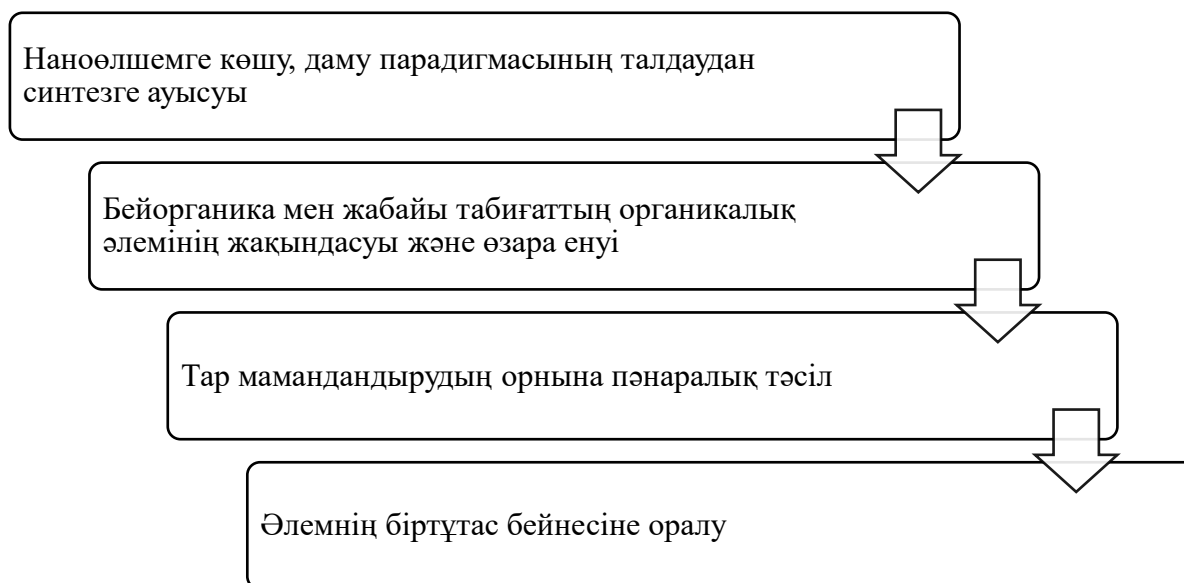 Наноөлшемге көшу, даму парадигмасының талдаудан
синтезге ауысуы
Бейорганика мен жабайы табиғаттың органикалық
әлемінің жақындасуы және өзара енуі
Тар мамандандырудың орнына пәнаралық тәсіл
Әлемнің біртұтас бейнесіне оралу